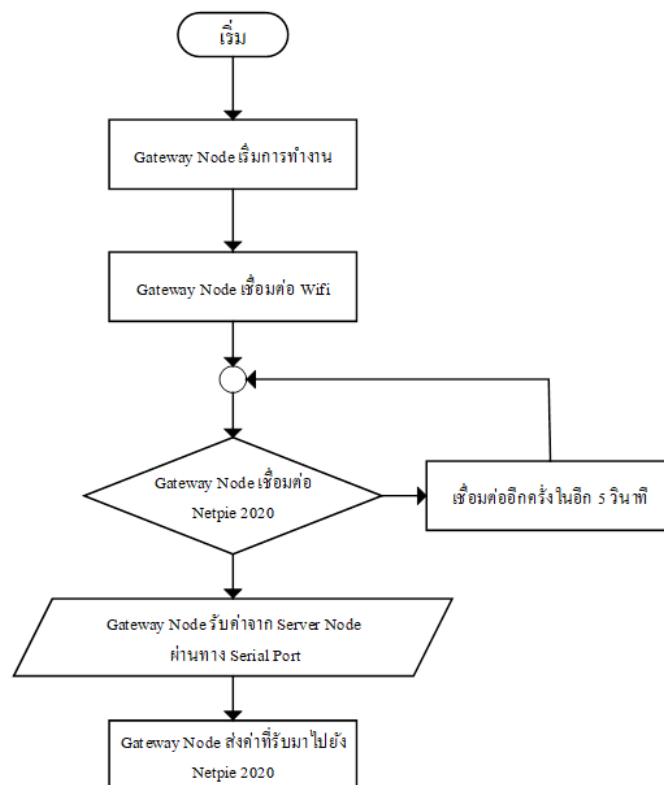 เริ่ม
Gateway Node เริ่มการทำงาน
Gateway Node เชื่อมต่อ Wifi
Gateway Node เชื่อมต่อ
Netpie 2020
เชื่อมต่ออีกครั้งในอีก 5 วินาที
Gateway Node รับค่าจาก Server Node
ผ่านทาง Serial Port
Gateway Node ส่งค่าที่รับมาไปยัง
Netpie 2020